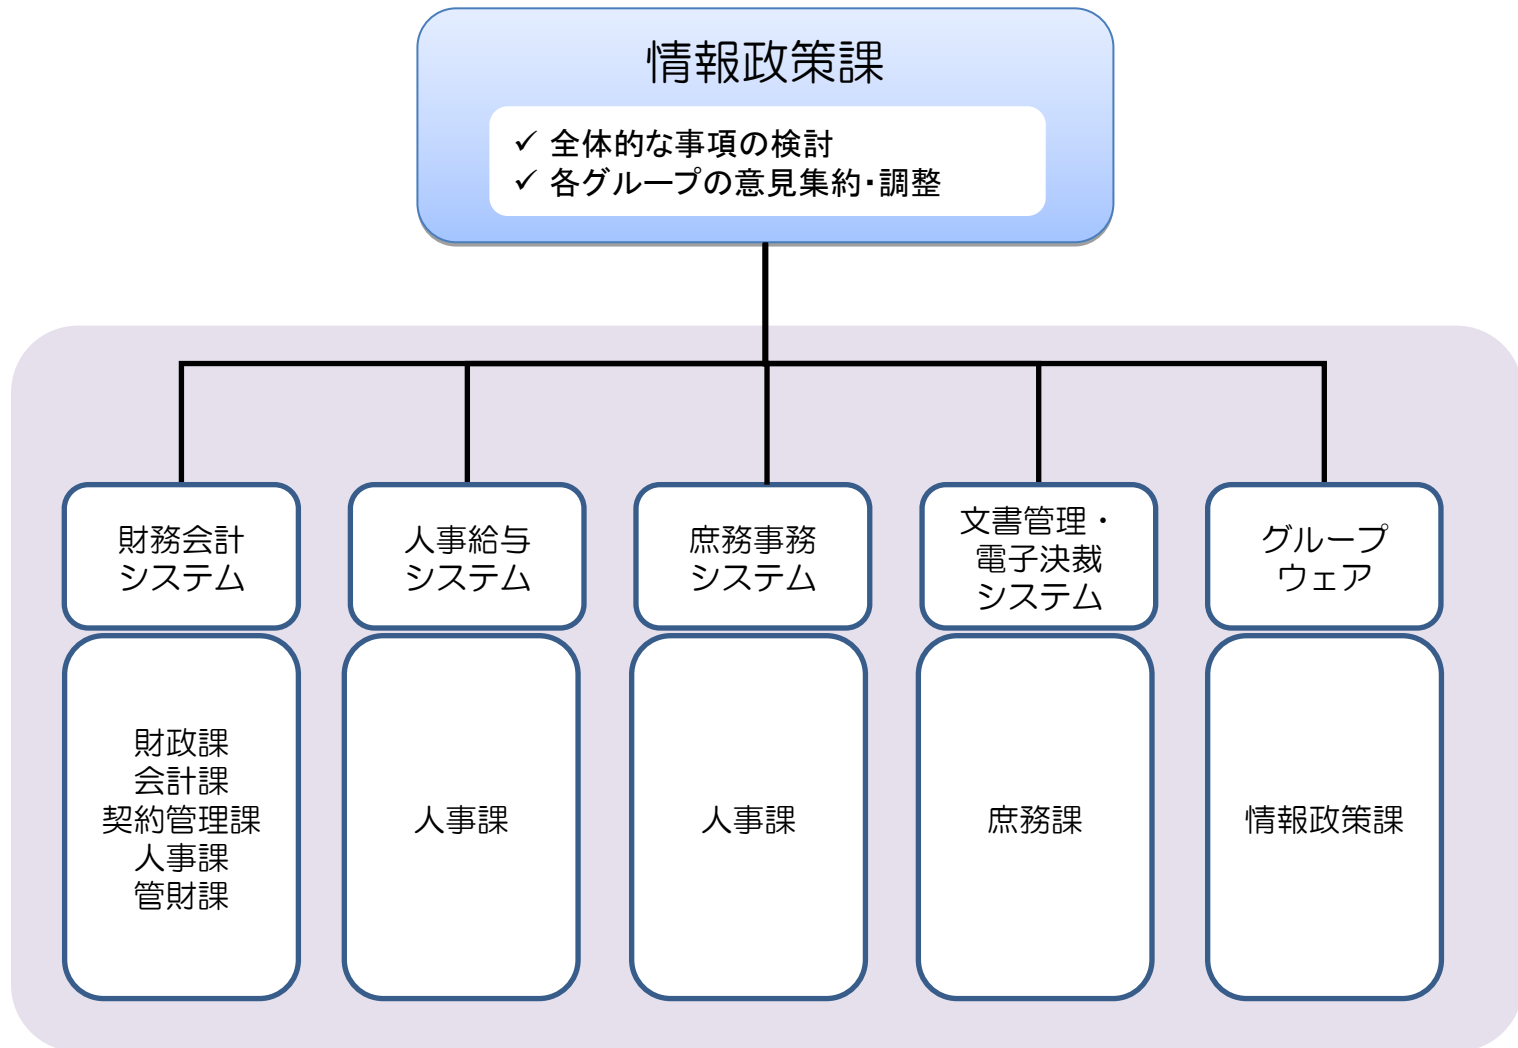 情報政策課
✓ 全体的な事項の検討
✓ 各グループの意見集約・調整
財務会計
システム
人事給与
システム
庶務事務
システム
文書管理・
電子決裁
システム
グループ
ウェア
財政課
会計課
契約管理課
人事課
管財課
人事課
人事課
庶務課
情報政策課